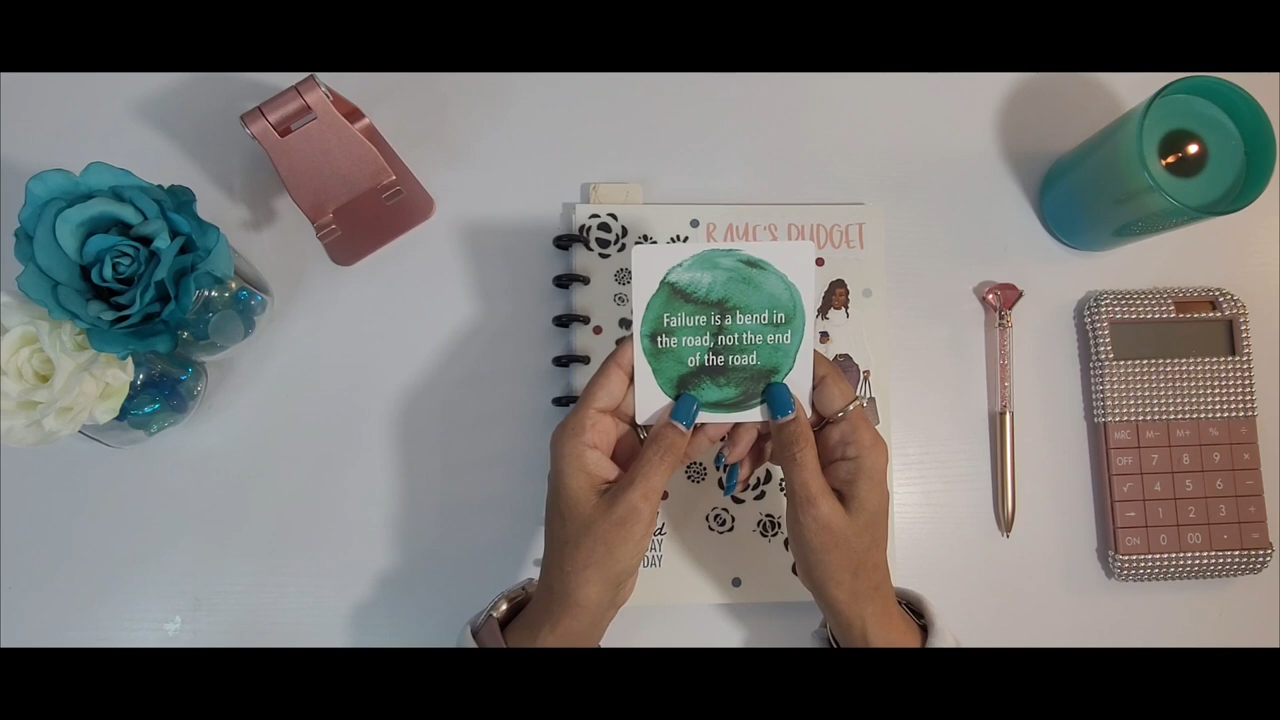 RAYE'S BUDGET
Failure is a bend in
the road, not the end
of the road.
DAY
MRC M− M+ % ÷
OFF 7 8 9 ×
√ 4 5 6 −
→ 1 2 3 +
ON 0 00 · =